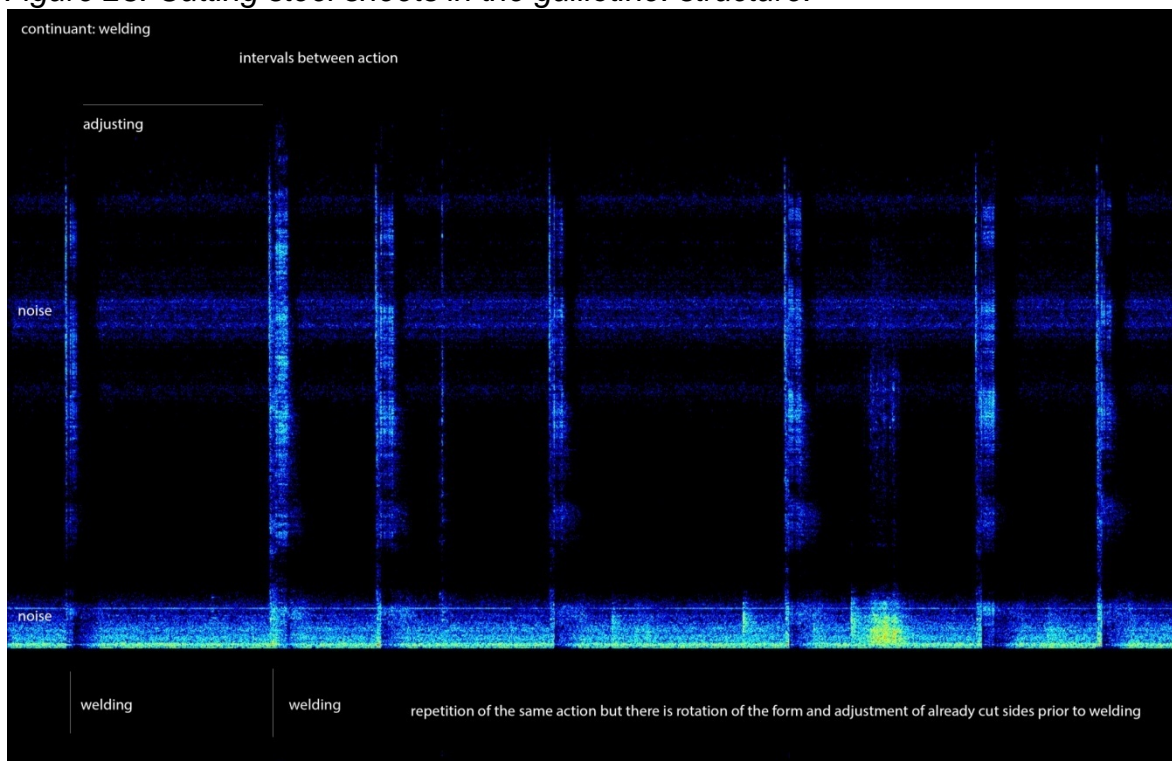 Figure Cutting steel sheets in the guillotine: structure.
continuant: welding
intervals between action
adjusting
noise
noise
welding
welding
repetition of the same action but there is rotation of the form and adjustment of already cut sides prior to welding